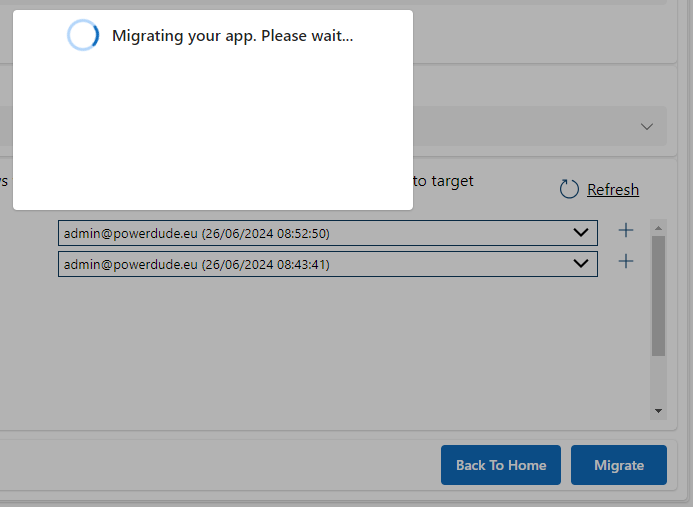 Migrating your app. Please wait...
to target
Refresh
admin@powerdude.eu (26/06/2024 08:52:50)
admin@powerdude.eu (26/06/2024 08:43:41)
Back To Home
Migrate